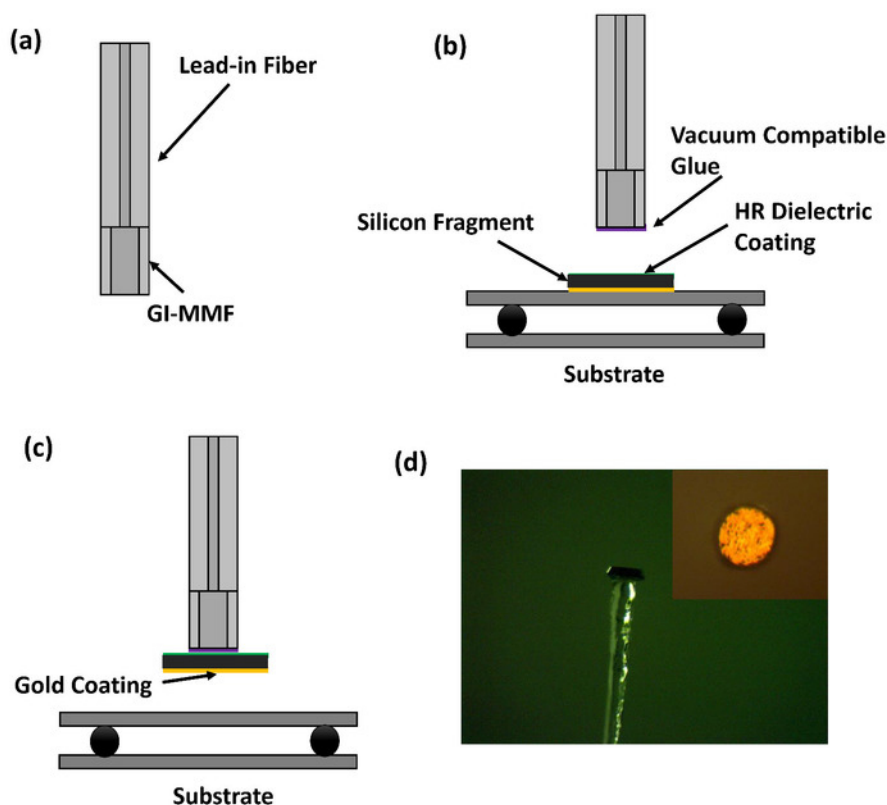 (a)
Lead-in Fiber
GI-MMF
(b)
Vacuum Compatible
Glue
HR Dielectric
Coating
Silicon Fragment
Substrate
(c)
Gold Coating
Substrate
(d)